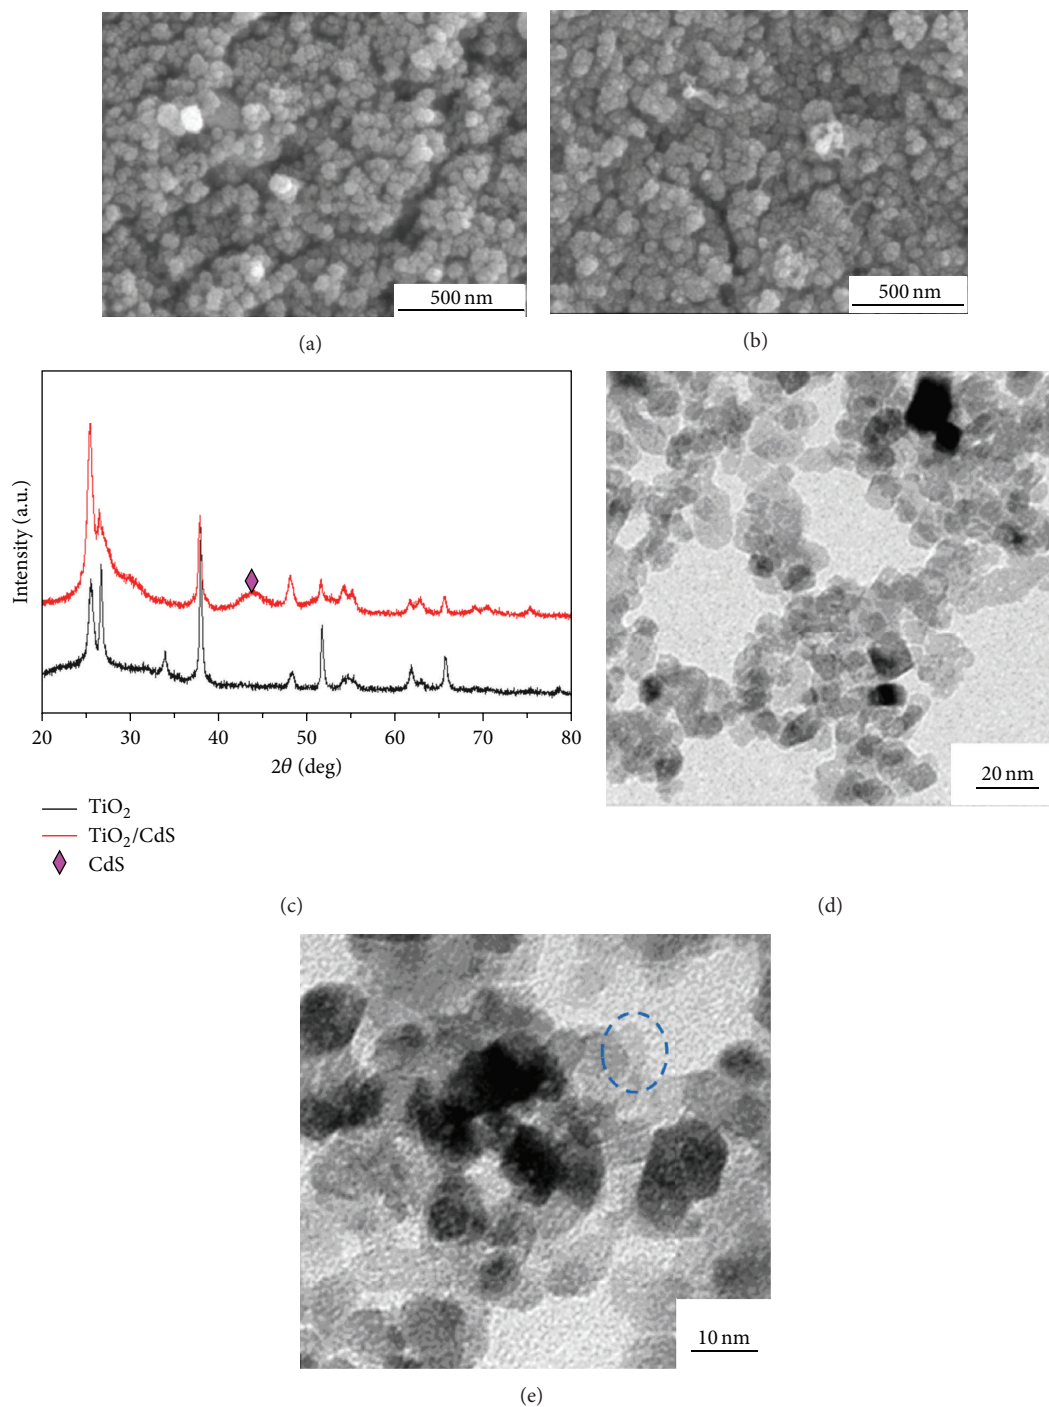 500 nm
500 nm
(a)
(b)
Intensity (a.u.)
20 30 40 50 60 70 80
2θ (deg)
TiO₂
TiO₂/CdS
CdS
20 nm
(c)
(d)
10 nm
(e)